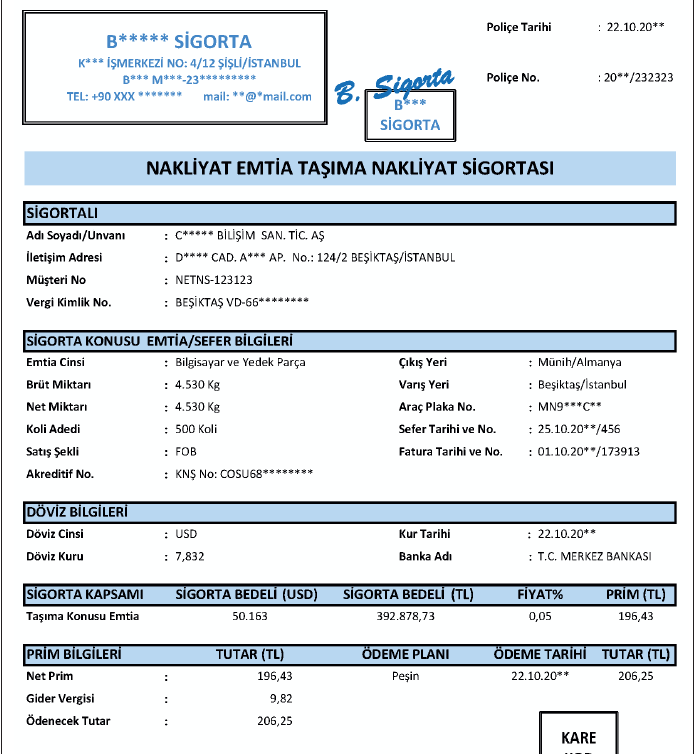 B***** SİGORTA
K*** İŞMERKEZİ NO: 4/12 ŞİŞLİ/İSTANBUL
B*** M***-23*********
TEL: +90 XXX ******* mail: **@*mail.com
B. Sigorta
B***
SİGORTA
Poliçe Tarihi : 22.10.20**
Poliçe No. : 20**/232323
NAKLİYAT EMTİA TAŞIMA NAKLİYAT SİGORTASI
SİGORTALI
Adı Soyadı/Unvanı : C***** BİLİŞİM SAN. TİC. AŞ
İletişim Adresi : D**** CAD. A*** AP. No.: 124/2 BEŞİKTAŞ/İSTANBUL
Müşteri No : NETNS-123123
Vergi Kimlik No. : BEŞİKTAŞ VD-66********
SİGORTA KONUSU EMTİA/SEFER BİLGİLERİ
Emtia Cinsi : Bilgisayar ve Yedek Parça Çıkış Yeri : Münih/Almanya
Brüt Miktarı : 4.530 Kg Varış Yeri : Beşiktaş/İstanbul
Net Miktarı : 4.530 Kg Araç Plaka No. : MN9***C**
Koli Adedi : 500 Koli Sefer Tarihi ve No. : 25.10.20**/456
Satış Şekli : FOB Fatura Tarihi ve No. : 01.10.20**/173913
Akreditif No. : KNŞ No: COSU68********
DÖVİZ BİLGİLERİ
Döviz Cinsi : USD Kur Tarihi : 22.10.20**
Döviz Kuru : 7,832 Banka Adı : T.C. MERKEZ BANKASI
SİGORTA KAPSAMI SİGORTA BEDELİ (USD) SİGORTA BEDELİ (TL) FİYAT% PRİM (TL)
Taşıma Konusu Emtia 50.163 392.878,73 0,05 196,43
PRİM BİLGİLERİ TUTAR (TL) ÖDEME PLANI ÖDEME TARİHİ TUTAR (TL)
Net Prim : 196,43 Peşin 22.10.20** 206,25
Gider Vergisi : 9,82
Ödenecek Tutar : 206,25
KARE